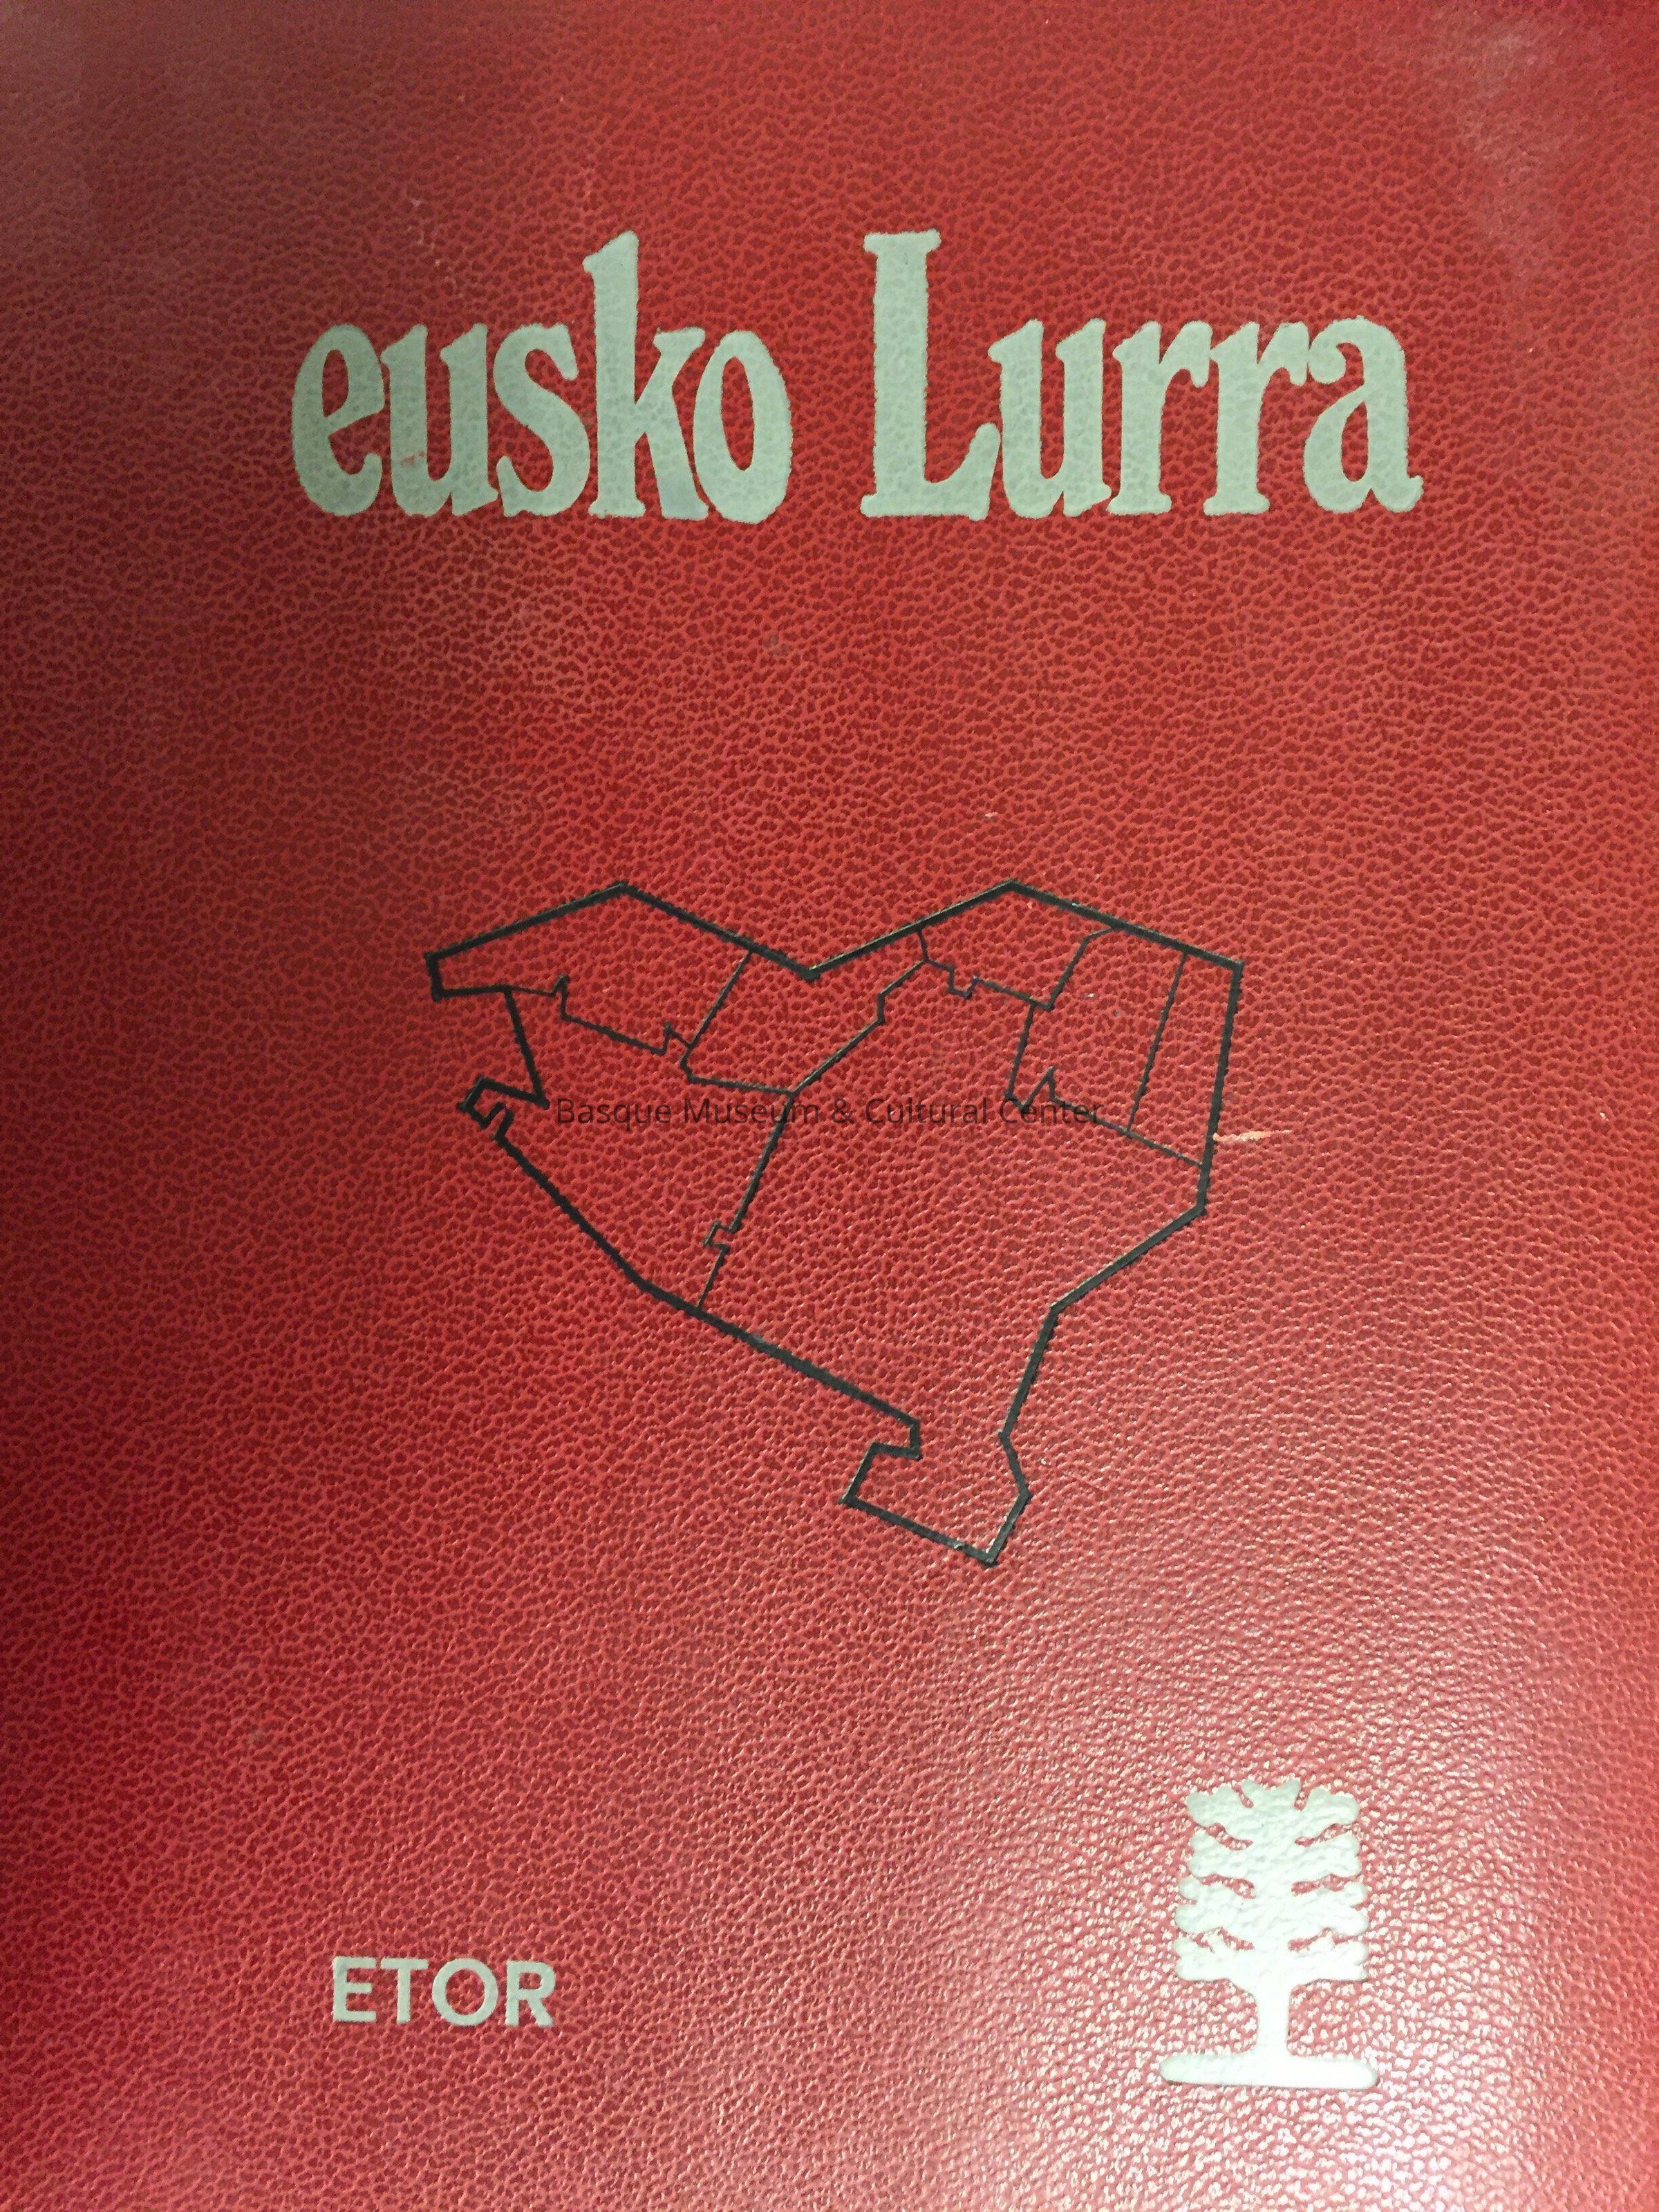 eusko Lurra
Basque Museum & Cultural Center
ETOR